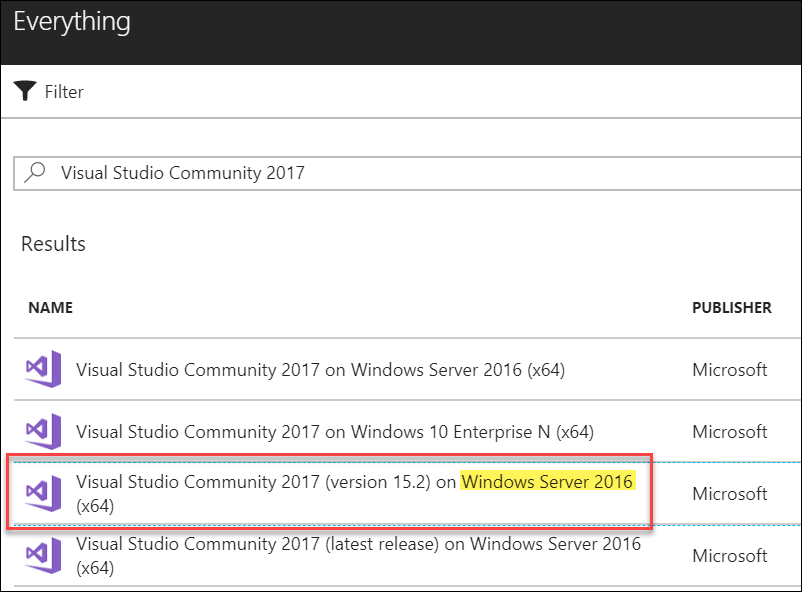 Everything
Filter
Visual Studio Community 2017
Results
NAME PUBLISHER
Visual Studio Community 2017 on Windows Server 2016 (x64) Microsoft
Visual Studio Community 2017 on Windows 10 Enterprise N (x64) Microsoft
Visual Studio Community 2017 (version 15.2) on Windows Server 2016
(x64)
Microsoft
Visual Studio Community 2017 (latest release) on Windows Server 2016
(x64)
Microsoft